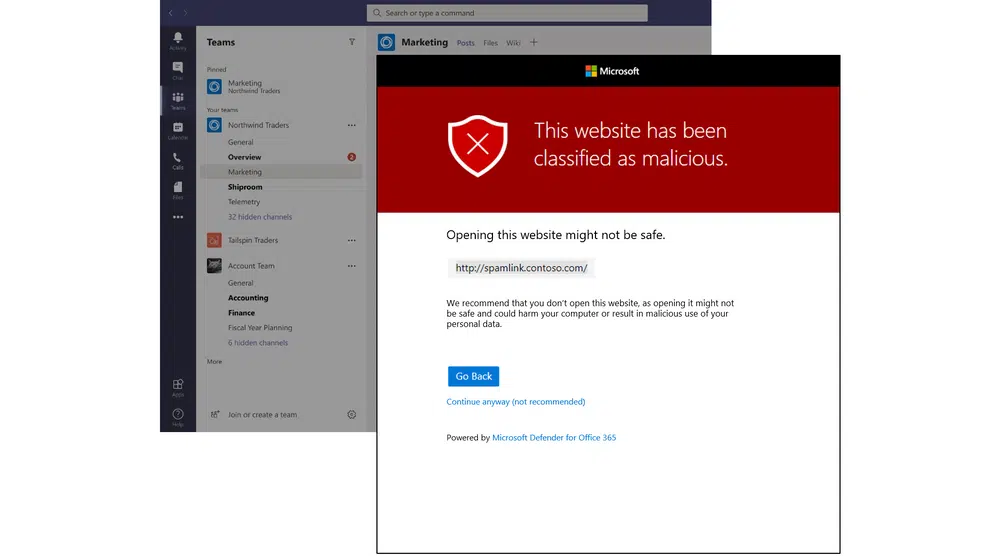 Search or type a command
Activity
Chat
Teams
Calendar
Calls
Files
Apps
Help
Teams
Pinned
Marketing
Northwind Traders
Your teams
Northwind Traders
General
Overview 2
Marketing
Shiproom
Telemetry
32 hidden channels
Tailspin Traders
Account Team
General
Accounting
Finance
Fiscal Year Planning
6 hidden channels
More
Join or create a team
Marketing Posts Files Wiki
Microsoft
This website has been
classified as malicious.
Opening this website might not be safe.
http://spamlink.contoso.com/
We recommend that you don't open this website, as opening it might not
be safe and could harm your computer or result in malicious use of your
personal data.
Go Back
Continue anyway (not recommended)
Powered by Microsoft Defender for Office 365